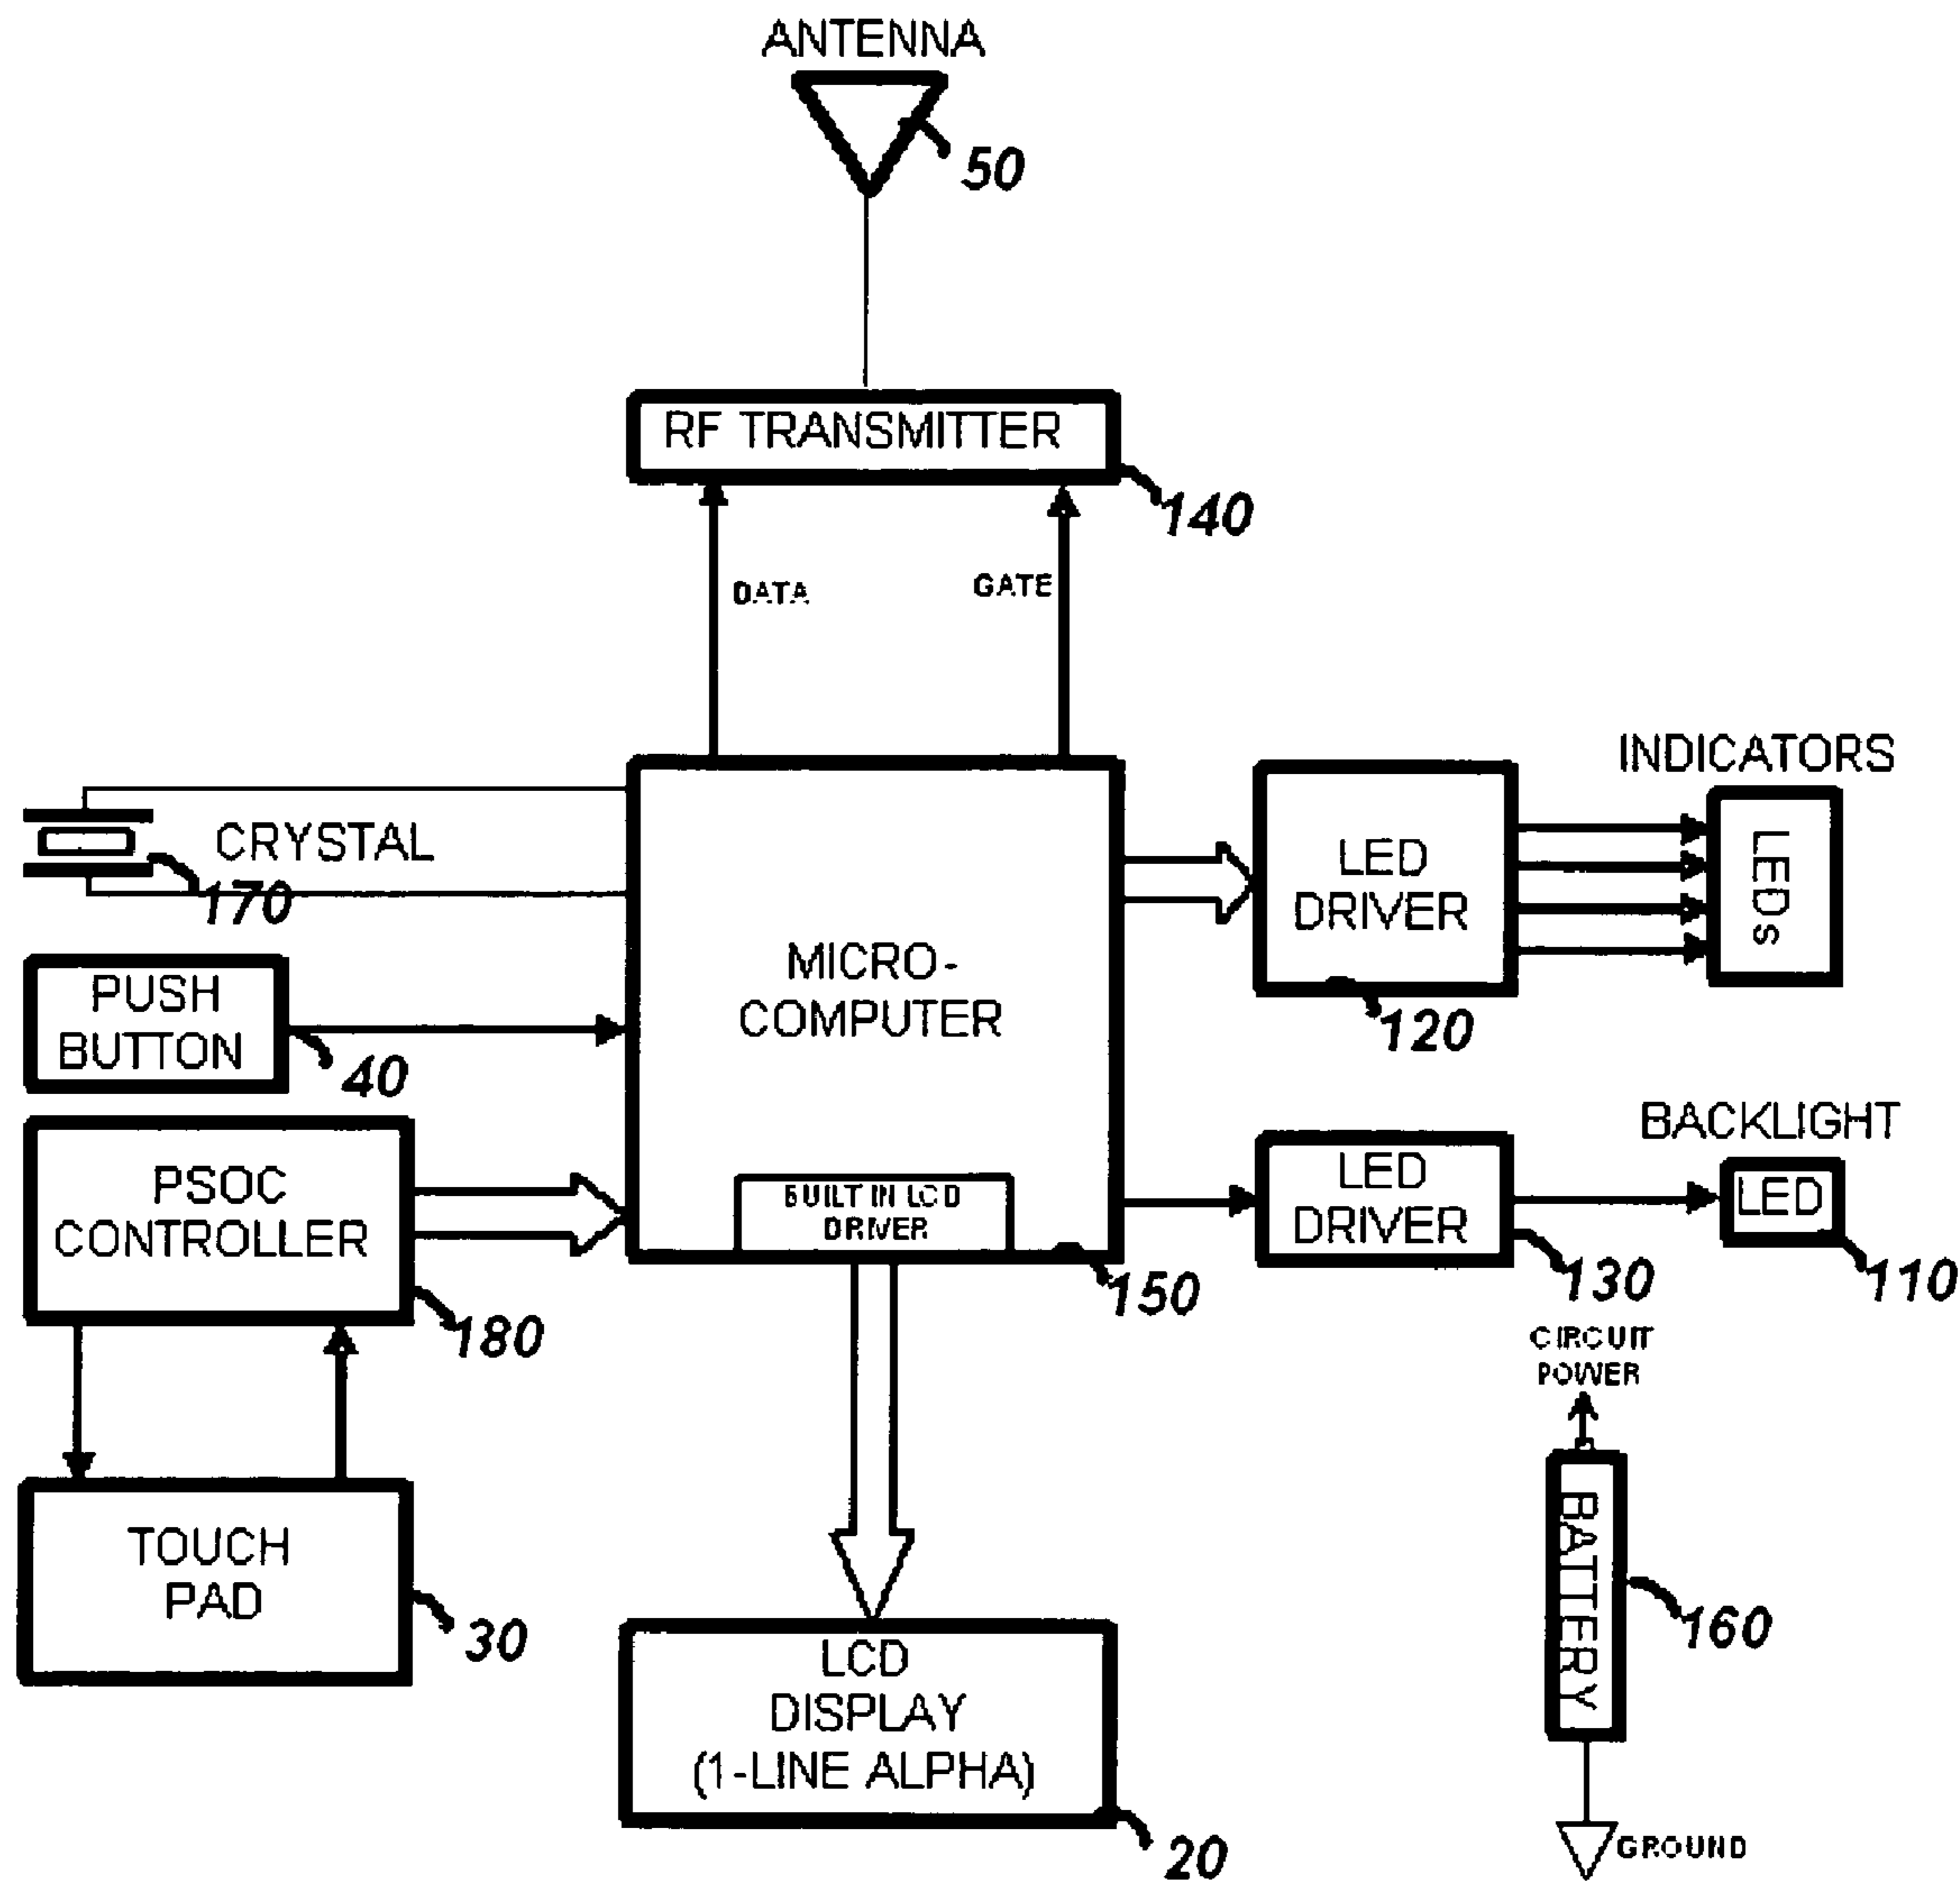 ANTENNA
50
RF TRANSMITTER
140
DATA
GATE
INDICATORS
CRYSTAL
170
LED
DRIVER
120
LEDs
MICRO-
COMPUTER
PUSH
BUTTON
40
BACKLIGHT
PSOC
CONTROLLER
180
BUILT IN LCD
DRIVER
150
LED
DRIVER
130
LED
110
CIRCUIT
POWER
BATTERY
160
TOUCH
PAD
30
LCD
DISPLAY
(1-LINE ALPHA)
20
GROUND